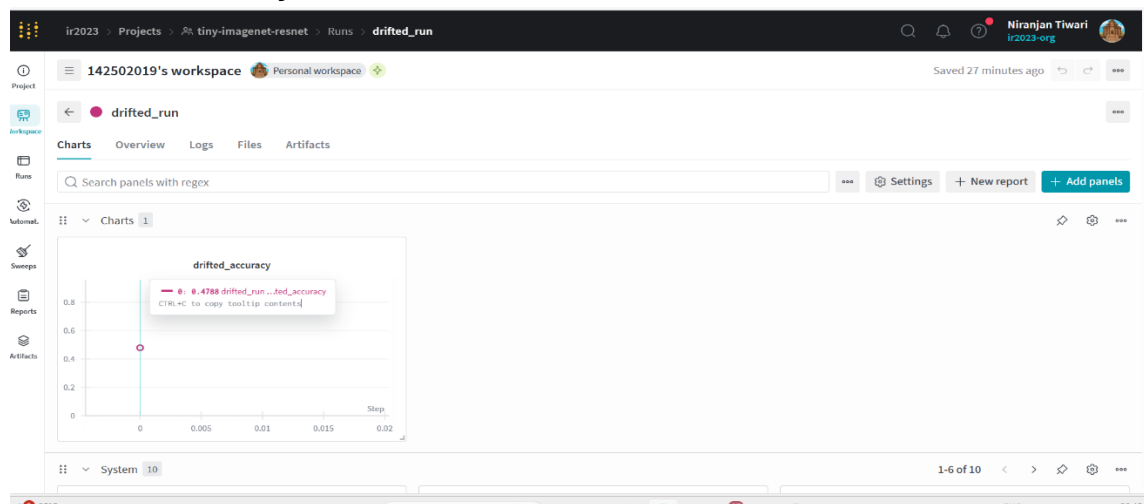 ir2023 > Projects > tiny-imagenet-resnet > Runs > drifted_run
Niranjan Tiwari
ir2023-org
142502019's workspace Personal workspace
Saved 27 minutes ago
Project
drifted_run
Workspace
Charts Overview Logs Files Artifacts
Runs
Search panels with regex
Settings + New report + Add panels
Automat..
Charts 1
Sweeps
drifted_accuracy
0: 0.4788 drifted_run ...ted_accuracy
CTRL+C to copy tooltip contents
Reports
0.8
0.6
Artifacts
0.4
0.2
Step
0
0 0.005 0.01 0.015 0.02
System 10
1-6 of 10